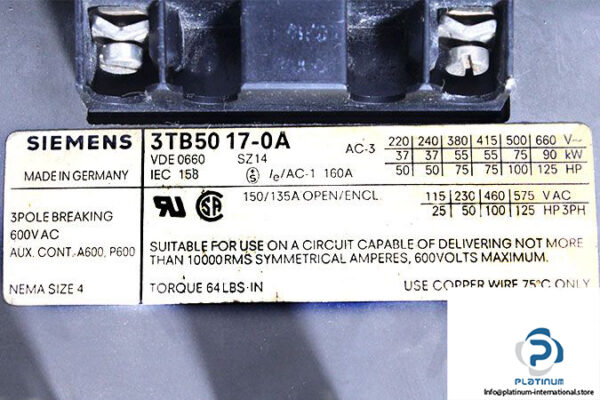 SIEMENS 3TB50 17-0A
VDE 0660 SZ14
IEC 158 Ie/AC-1 160A
AC-3 220 240 380 415 500 660 V~
37 37 55 55 75 90 kW
50 50 75 75 100 125 HP
MADE IN GERMANY
150/135A OPEN/ENCL.
115 230 460 575 V AC
25 50 100 125 HP 3PH
3POLE BREAKING
600V AC
AUX. CONT.-A600, P600
SUITABLE FOR USE ON A CIRCUIT CAPABLE OF DELIVERING NOT MORE
THAN 10000 RMS SYMMETRICAL AMPERES, 600VOLTS MAXIMUM.
NEMA SIZE 4
TORQUE 64 LBS·IN USE COPPER WIRE 75°C ONLY
PLATINUM
info@platinum-international.store